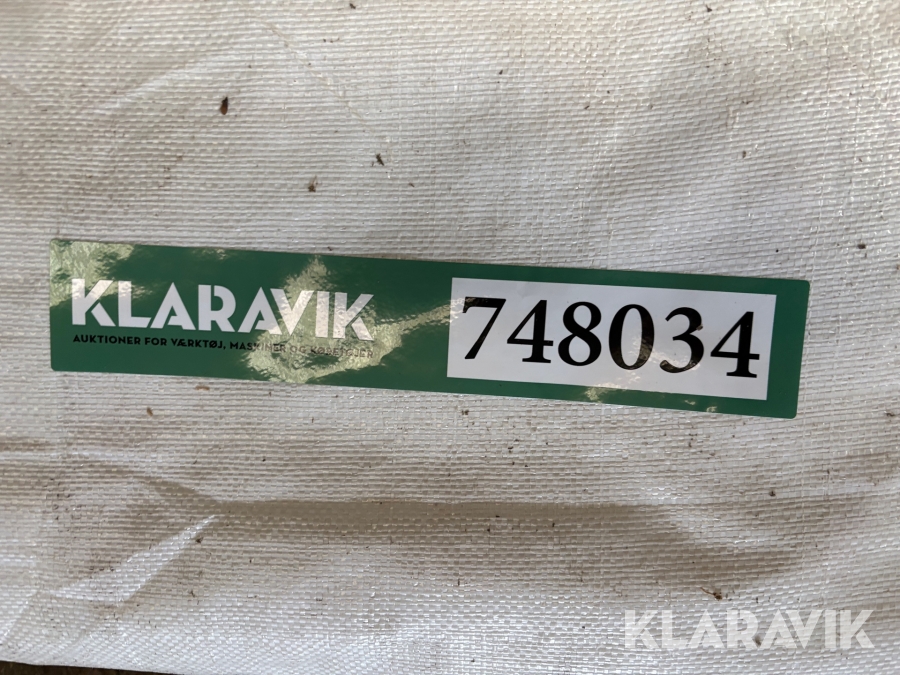 KLARAVIK
AUKTIONER FOR VÆRKTØJ, MASKINER OG KØRETØJER
748034
KLARAVIK